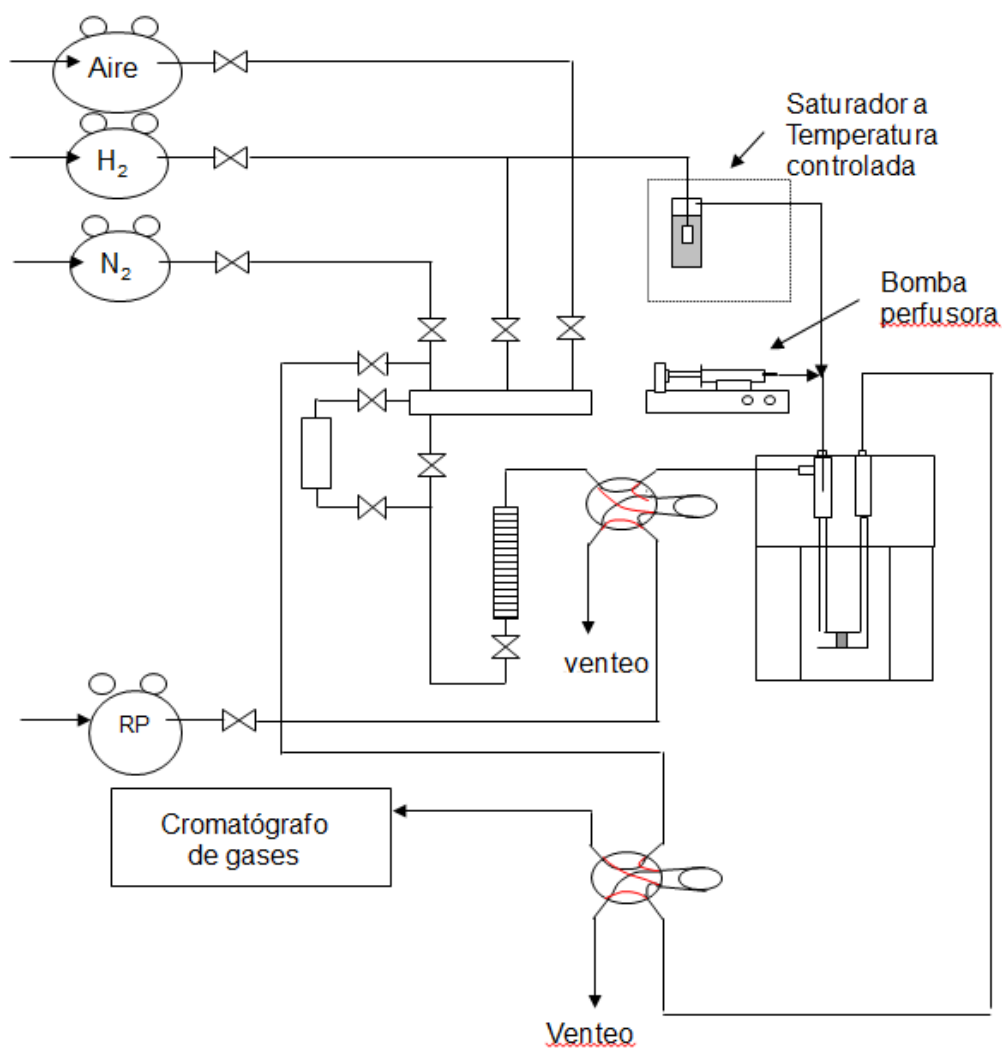 Aire
H2
N2
Saturador a
Temperatura
controlada
Bomba
perfusora
venteo
RP
Cromatógrafo
de gases
Venteo